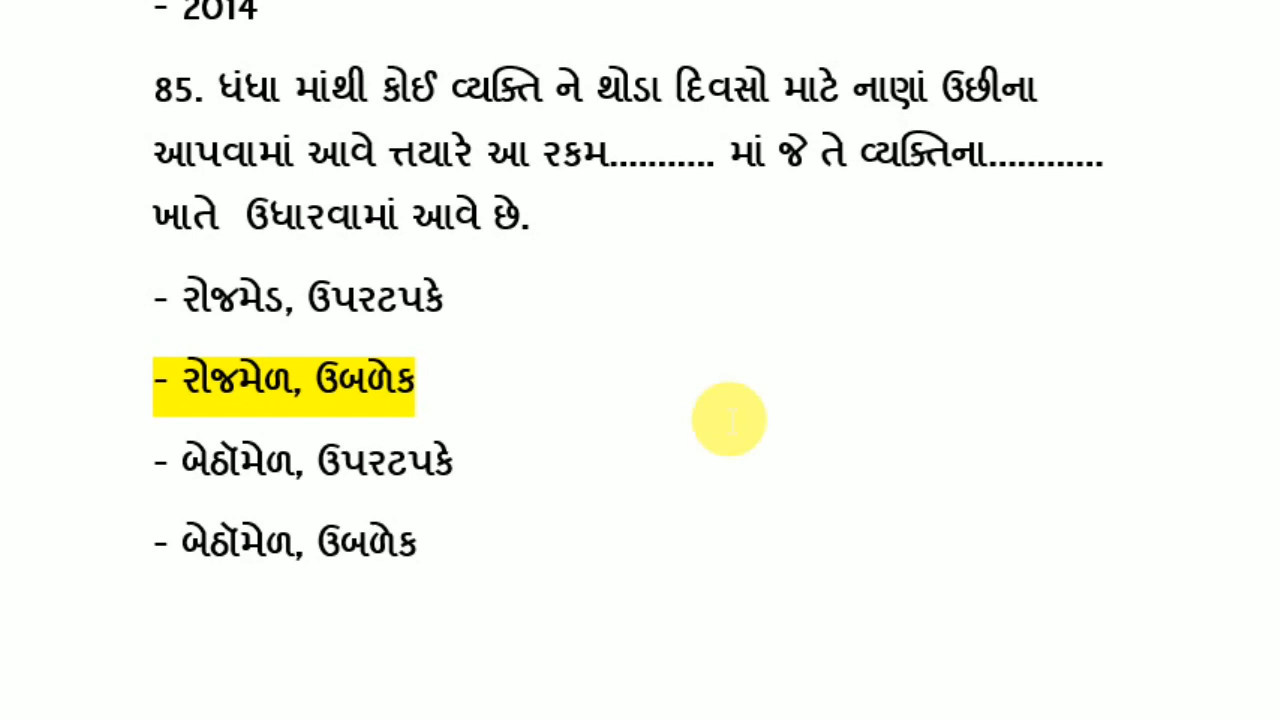 - 2014
85. ધંધા માંથી કોઈ વ્યક્તિ ને થોડા દિવસો માટે નાણાં ઉછીના
આપવામાં આવે ત્તયારે આ રકમ........... માં જે તે વ્યક્તિના............
ખાતે ઉધારવામાં આવે છે.
- રોજમેડ, ઉપરટપકે
- રોજમેળ, ઉબળેક
- બેઠૉમેળ, ઉપરટપકે
- બેઠૉમેળ, ઉબળેક